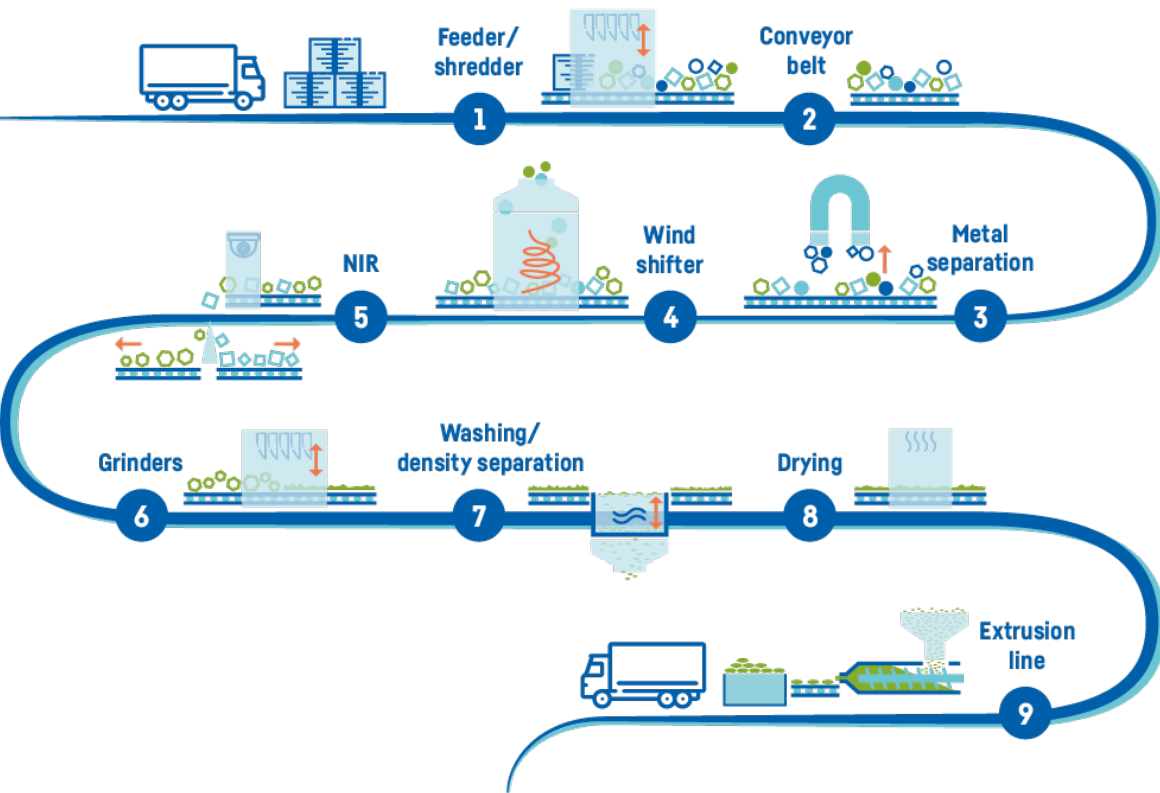 Feeder/
shredder
1
Conveyor
belt
2
Metal
separation
3
Wind
shifter
4
NIR
5
Grinders
6
Washing/
density separation
7
Drying
8
Extrusion
line
9